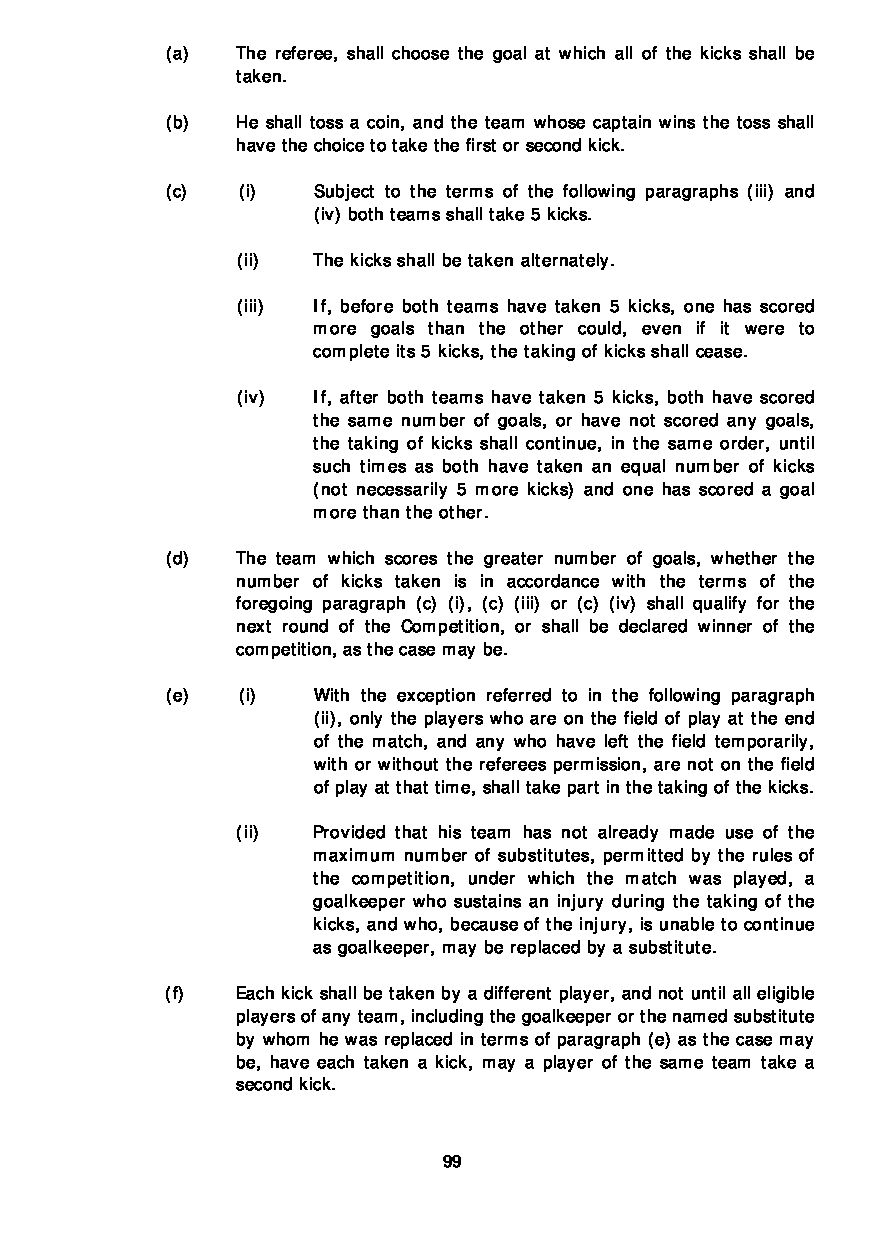 (a) The referee, shall choose the goal at which all of the kicks shall be
taken.
(b) He shall toss a coin, and the team whose captain wins the toss shall
have the choice to take the first or second kick.
(c) (i) Subject to the terms of the following paragraphs (iii) and
(iv) both teams shall take 5 kicks.
(ii) The kicks shall be taken alternately.
(iii) If, before both teams have taken 5 kicks, one has scored
more goals than the other could, even if it were to
complete its 5 kicks, the taking of kicks shall cease.
(iv) If, after both teams have taken 5 kicks, both have scored
the same number of goals, or have not scored any goals,
the taking of kicks shall continue, in the same order, until
such times as both have taken an equal number of kicks
(not necessarily 5 more kicks) and one has scored a goal
more than the other.
(d) The team which scores the greater number of goals, whether the
number of kicks taken is in accordance with the terms of the
foregoing paragraph (c) (i), (c) (iii) or (c) (iv) shall qualify for the
next round of the Competition, or shall be declared winner of the
competition, as the case may be.
(e) (i) With the exception referred to in the following paragraph
(ii), only the players who are on the field of play at the end
of the match, and any who have left the field temporarily,
with or without the referees permission, are not on the field
of play at that time, shall take part in the taking of the kicks.
(ii) Provided that his team has not already made use of the
maximum number of substitutes, permitted by the rules of
the competition, under which the match was played, a
goalkeeper who sustains an injury during the taking of the
kicks, and who, because of the injury, is unable to continue
as goalkeeper, may be replaced by a substitute.
(f) Each kick shall be taken by a different player, and not until all eligible
players of any team, including the goalkeeper or the named substitute
by whom he was replaced in terms of paragraph (e) as the case may
be, have each taken a kick, may a player of the same team take a
second kick.
99